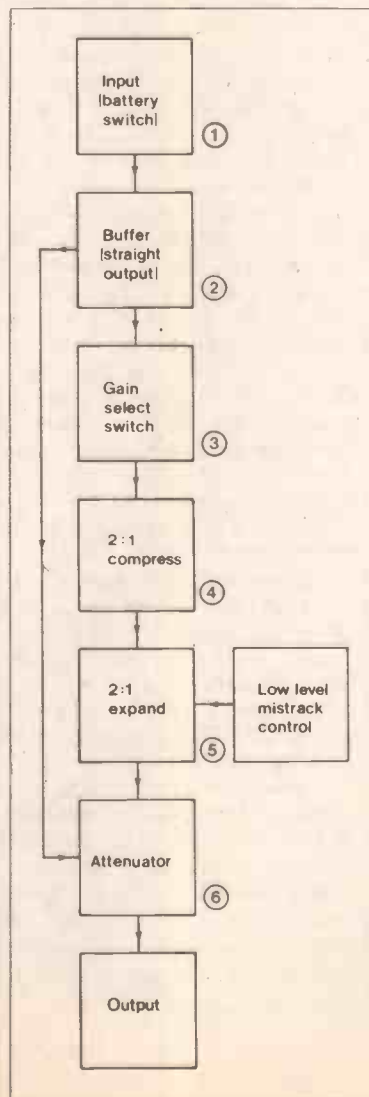 Input
|battery
switch|
①
Buffer
|straight
output|
②
Gain
select
switch
③
2:1
compress
④
2:1
expand
⑤
Low level
mistrack
control
Attenuator
⑥
Output